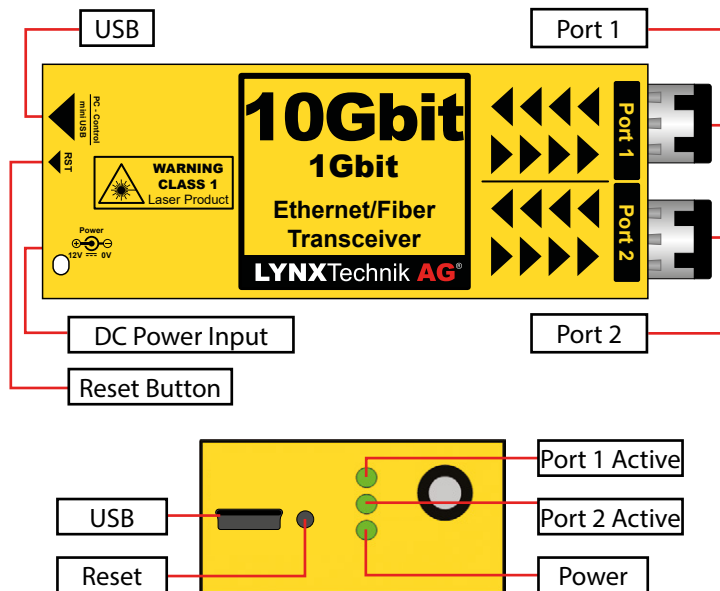 USB
Port 1
PC - Control
mini USB
RST
WARNING
CLASS 1
Laser Product
Power
12V 0V
10Gbit
1Gbit
Ethernet/Fiber
Transceiver
LYNXTechnik AG®
Port 1
Port 2
DC Power Input
Port 2
Reset Button
Port 1 Active
USB
Port 2 Active
Reset
Power